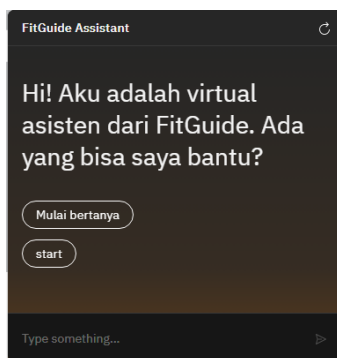 FitGuide Assistant
Hi! Aku adalah virtual
asisten dari FitGuide. Ada
yang bisa saya bantu?
Mulai bertanya
start
Type something...